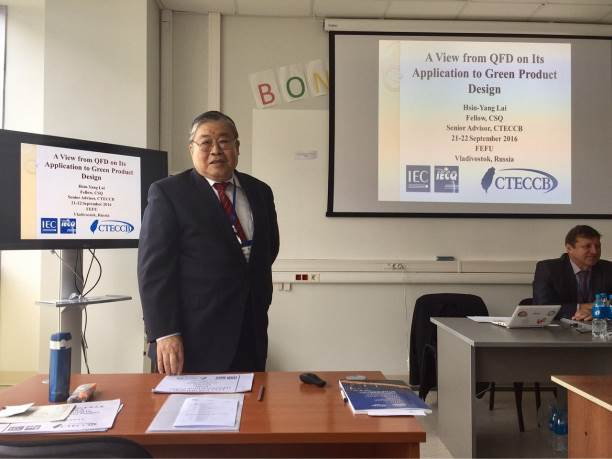 A View from QFD on Its
Application to Green Product
Design
Hsin-Yang Lai
Fellow, CSQ
Senior Advisor, CTECCB
21-22 September 2016
FEFU
Vladivostok, Russia
IEC
IECQ
CTECCB
BON
A View from QFD on Its
Application to Green Product
Design
Hsin-Yang Lai
Fellow, CSQ
Senior Advisor, CTECCB
21-22 September 2016
FEFU
Vladivostok, Russia
IEC
IECQ
CTECCB